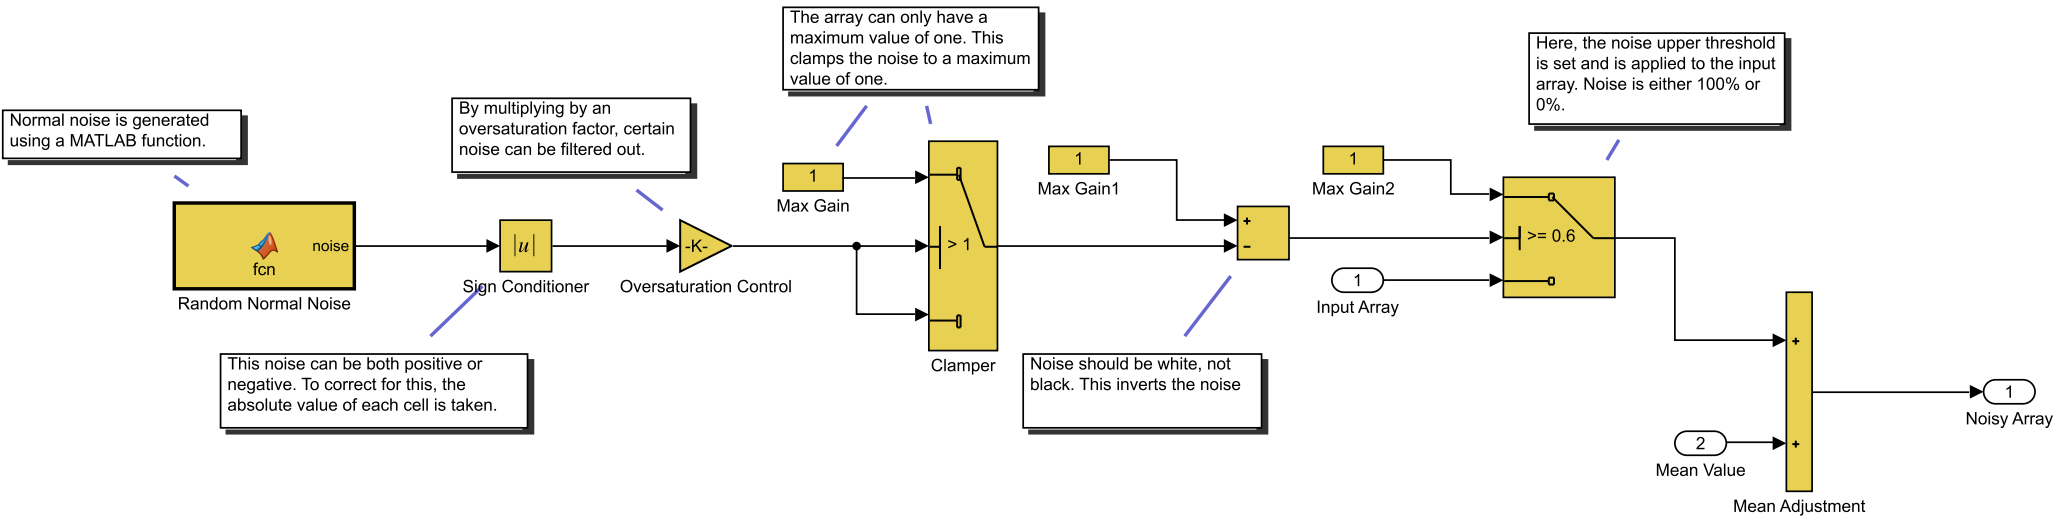 The array can only have a
maximum value of one. This
clamps the noise to a maximum
value of one.
Here, the noise upper threshold
is set and is applied to the input
array. Noise is either 100% or
0%.
By multiplying by an
oversaturation factor, certain
noise can be filtered out.
Normal noise is generated
using a MATLAB function.
noise
fcn
Random Normal Noise
|u|
Sign Conditioner
-K-
Oversaturation Control
1
Max Gain
> 1
Clamper
1
Max Gain1
+
−
1
Max Gain2
>= 0.6
1
Input Array
This noise can be both positive or
negative. To correct for this, the
absolute value of each cell is taken.
Noise should be white, not
black. This inverts the noise
+
+
2
Mean Value
Mean Adjustment
1
Noisy Array